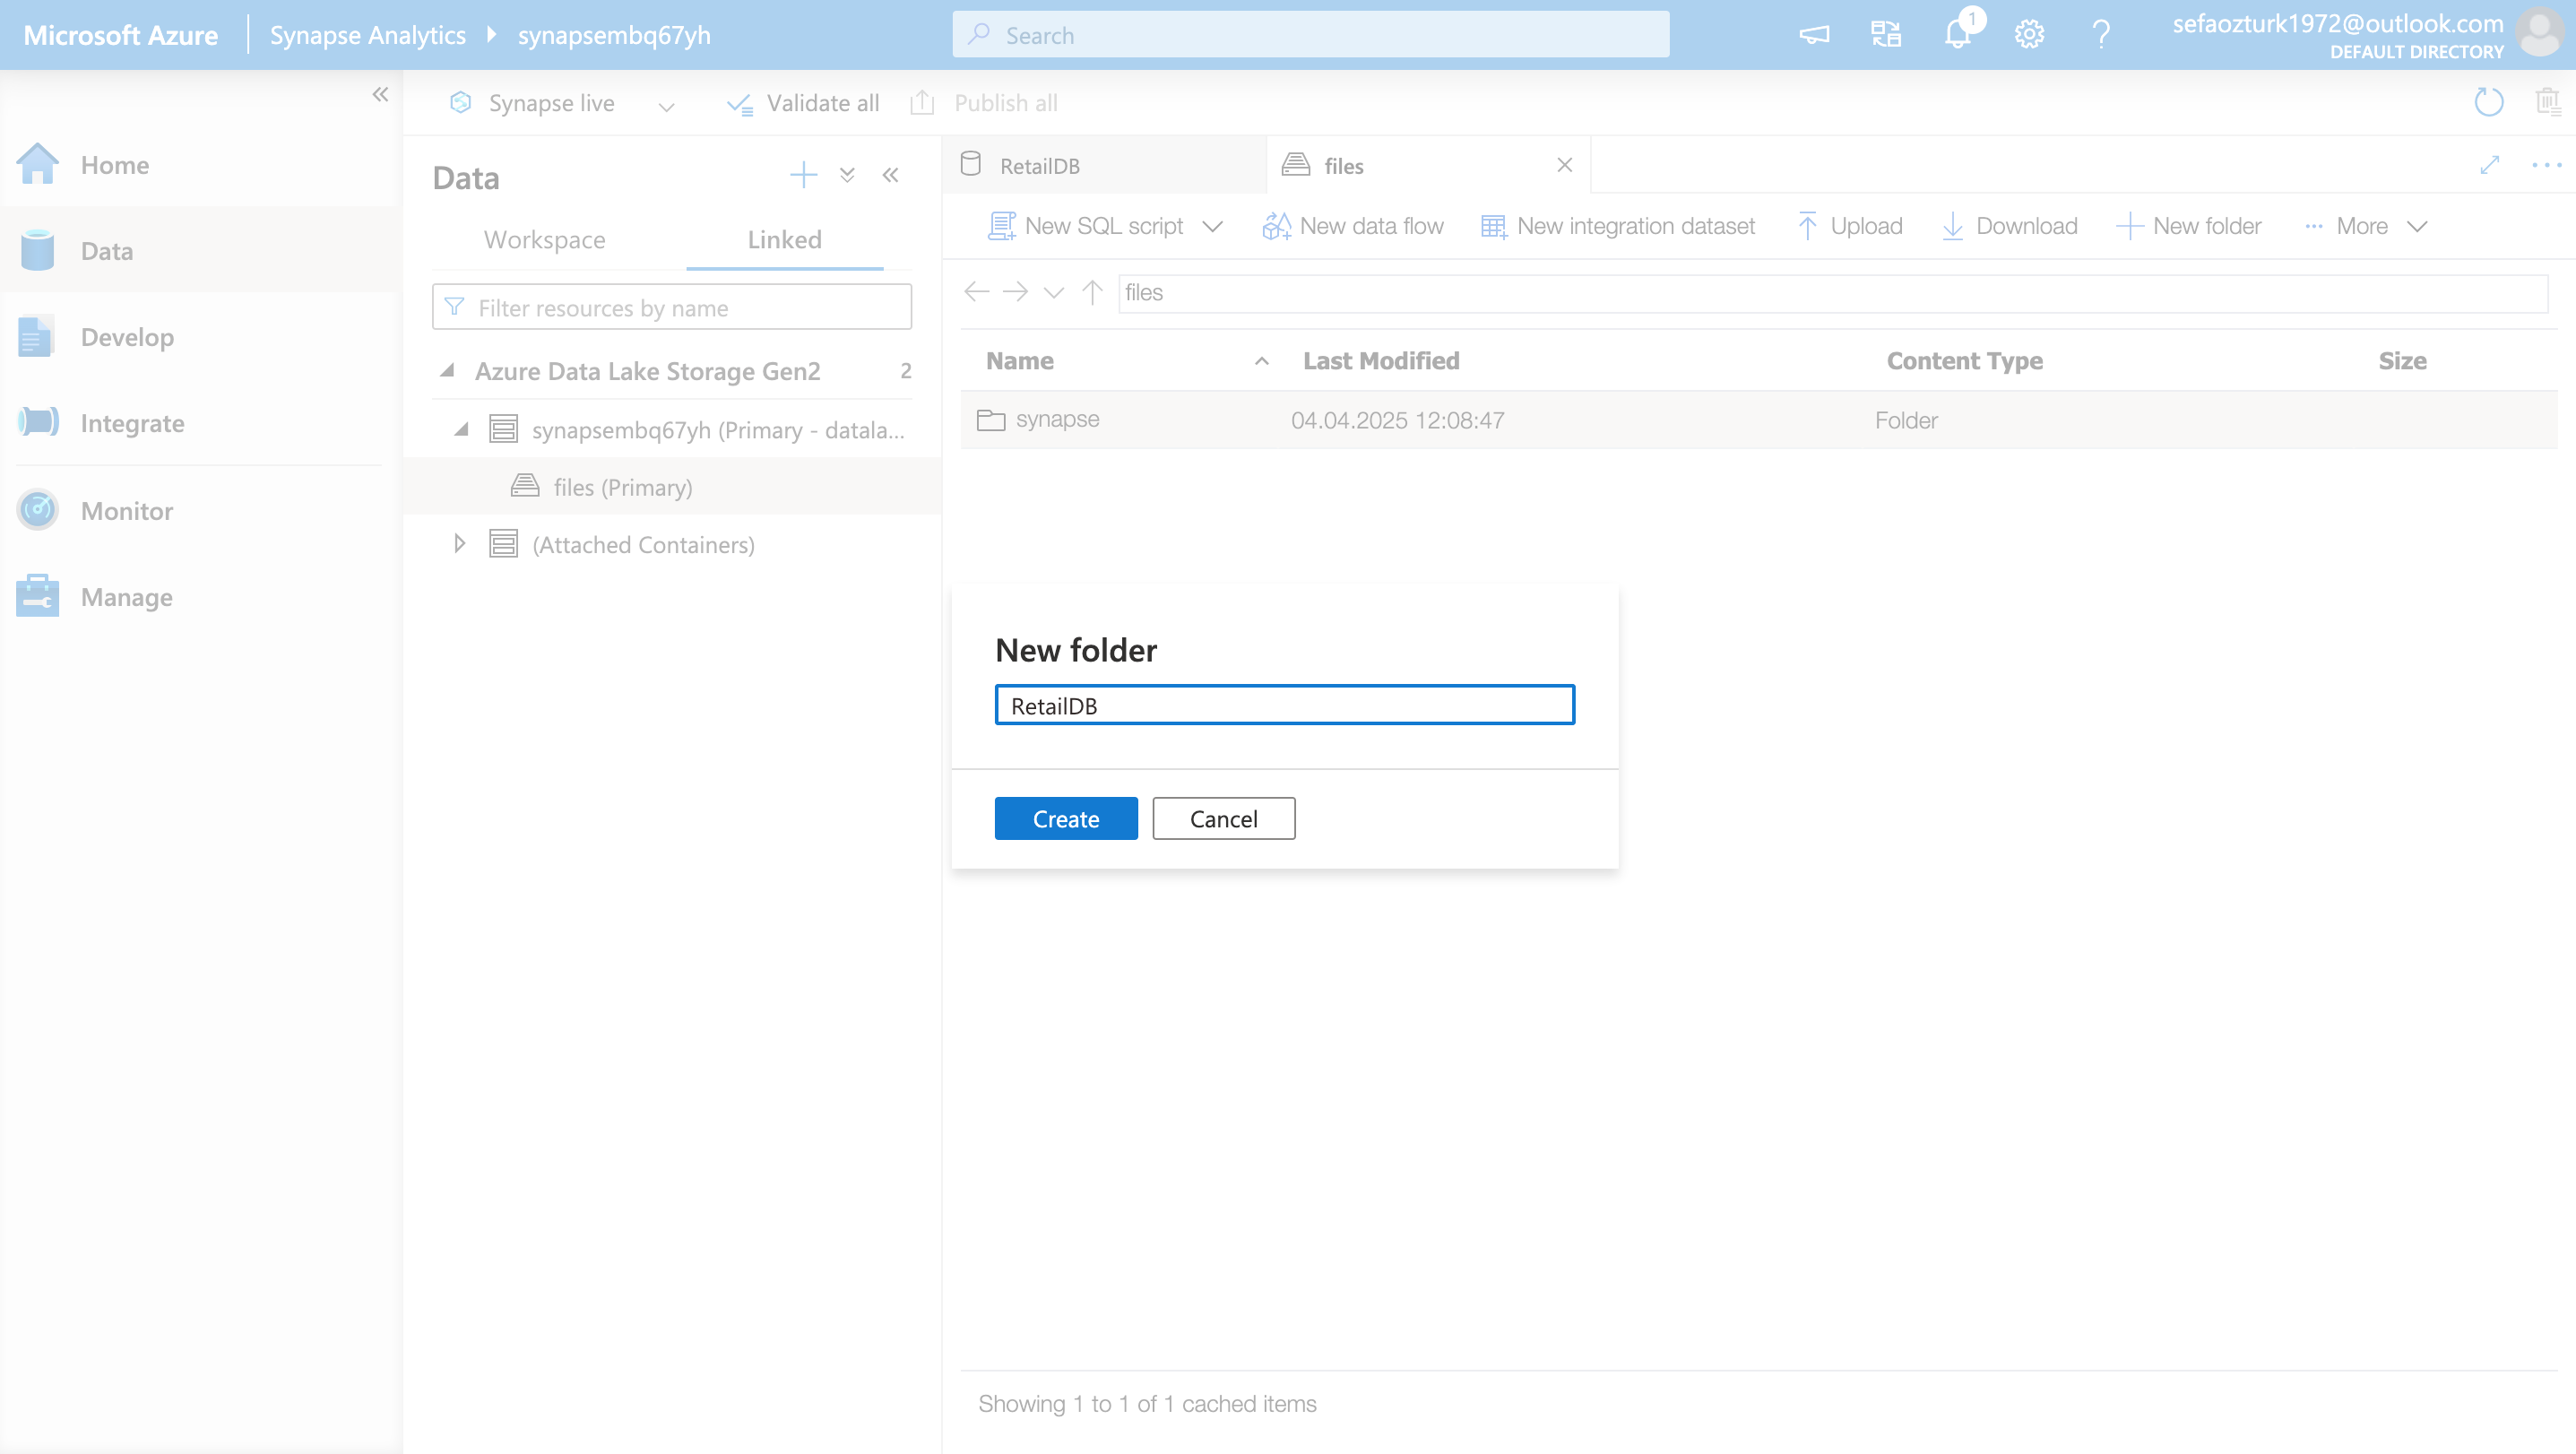 Microsoft Azure
Synapse Analytics
synapsembq67yh
Search
1
sefaozturk1972@outlook.com
DEFAULT DIRECTORY
Synapse live
Validate all
Publish all
Home
Data
Develop
Integrate
Monitor
Manage
Data
Workspace
Linked
Filter resources by name
Azure Data Lake Storage Gen2 2
synapsembq67yh (Primary - datala...
files (Primary)
(Attached Containers)
RetailDB
files
New SQL script
New data flow
New integration dataset
Upload
Download
New folder
More
files
Name Last Modified Content Type Size
synapse 04.04.2025 12:08:47 Folder
New folder
RetailDB
Create
Cancel
Showing 1 to 1 of 1 cached items